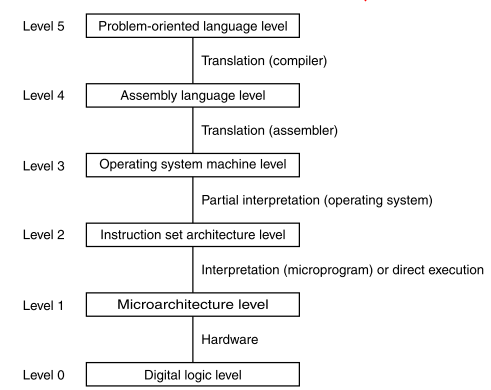 Level 5 Problem-oriented language level
Translation (compiler)
Level 4 Assembly language level
Translation (assembler)
Level 3 Operating system machine level
Partial interpretation (operating system)
Level 2 Instruction set architecture level
Interpretation (microprogram) or direct execution
Level 1 Microarchitecture level
Hardware
Level 0 Digital logic level